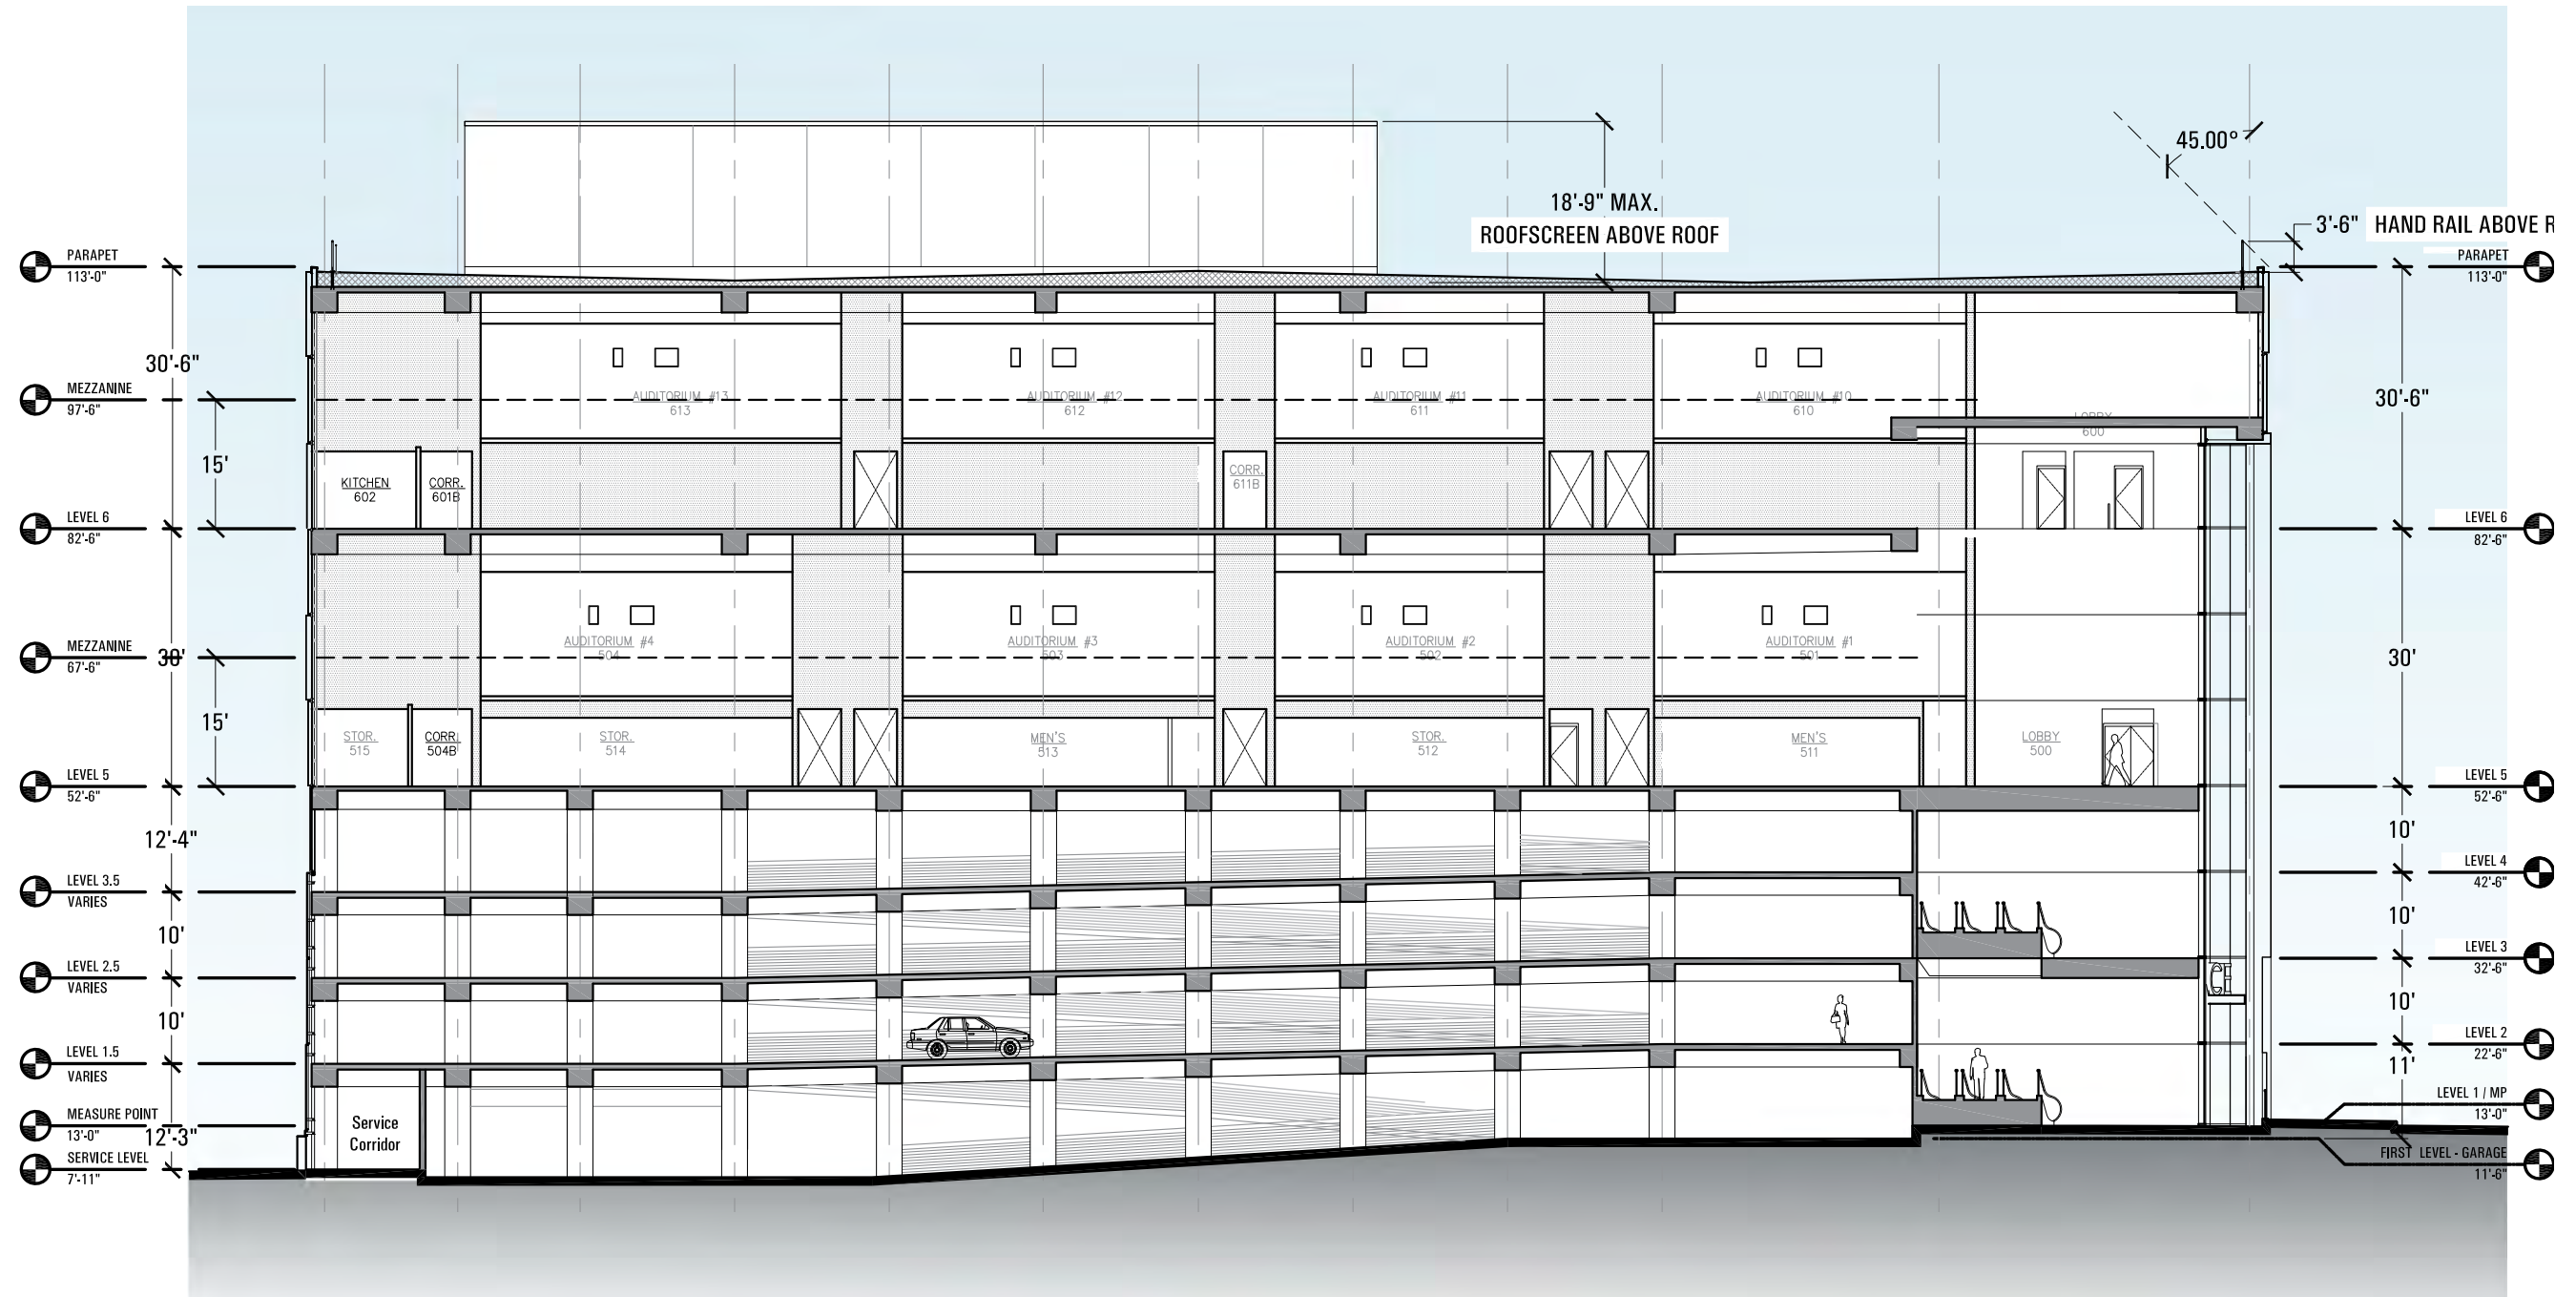 45.00°
18'-9" MAX.
ROOFSCREEN ABOVE ROOF
3'-6" HAND RAIL ABOVE R
PARAPET
113'-0"
PARAPET
113'-0"
30'-6"
30'-6"
MEZZANINE
97'-6"
AUDITORIUM #13
613
AUDITORIUM #12
612
AUDITORIUM #11
611
AUDITORIUM #10
610
LOBBY
600
15'
KITCHEN
602
CORR.
601B
CORR.
611B
LEVEL 6
82'-6"
LEVEL 6
82'-6"
AUDITORIUM #4
504
AUDITORIUM #3
503
AUDITORIUM #2
502
AUDITORIUM #1
501
MEZZANINE
67'-6"
30'
30'
15'
STOR.
515
CORR.
504B
STOR.
514
MEN'S
513
STOR.
512
MEN'S
511
LOBBY
500
LEVEL 5
52'-6"
LEVEL 5
52'-6"
12'-4"
10'
LEVEL 3.5
VARIES
LEVEL 4
42'-6"
10'
10'
LEVEL 2.5
VARIES
LEVEL 3
32'-6"
10'
10'
LEVEL 1.5
VARIES
LEVEL 2
22'-6"
11'
MEASURE POINT
13'-0"
12'-3"
LEVEL 1 / MP
13'-0"
Service
Corridor
SERVICE LEVEL
7'-11"
FIRST LEVEL - GARAGE
11'-6"